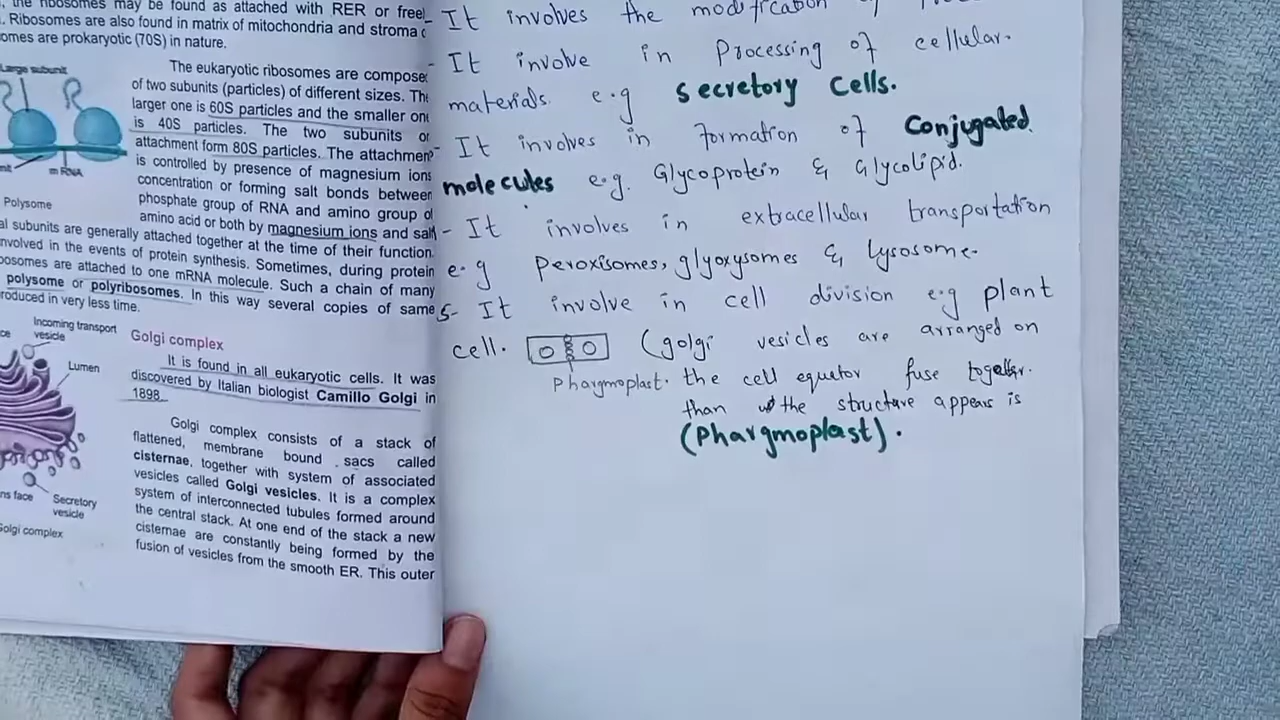 the ribosomes may be found as attached with RER or free
Ribosomes are also found in matrix of mitochondria and stroma
omes are prokaryotic (70S) in nature.
Large subunit
m RNA
Polysome
The eukaryotic ribosomes are compose
of two subunits (particles) of different sizes. The
larger one is 60S particles and the smaller one
is 40S particles. The two subunits
attachment form 80S particles. The attachmen
is controlled by presence of magnesium ions
concentration or forming salt bonds between
phosphate group of RNA and amino group of
amino acid or both by magnesium ions and sal
al subunits are generally attached together at the time of their function.
nvolved in the events of protein synthesis. Sometimes, during protein
osomes are attached to one mRNA molecule. Such a chain of many
polysome or polyribosomes. In this way several copies of same
roduced in very less time.
Incoming transport
vesicle
Lumen
ns face
Secretory
vesicle
Golgi complex
Golgi complex
It is found in all eukaryotic cells. It was
discovered by Italian biologist Camillo Golgi in
1898.
Golgi complex consists of a stack of
flattened, membrane bound sacs called
cisternae, together with system of associated
vesicles called Golgi vesicles. It is a complex
system of interconnected tubules formed around
the central stack. At one end of the stack a new
cisternae are constantly being formed by the
fusion of vesicles from the smooth ER. This outer
- It involves the modification
- It involve in Processing of cellular.
materials. e.g secretory Cells.
- It involves in formation of Conjugated
molecules e.g. Glycoprotein & Glycolipid.
- It involves in extracellular transportation
e.g peroxisomes, glyoxysomes & lysosome.
5- It involve in cell division e.g plant
cell. (golgi vesicles are arranged on
Phargmoplast. the cell equetor fuse togeller.
than the structure appears is
(Phargmoplast).